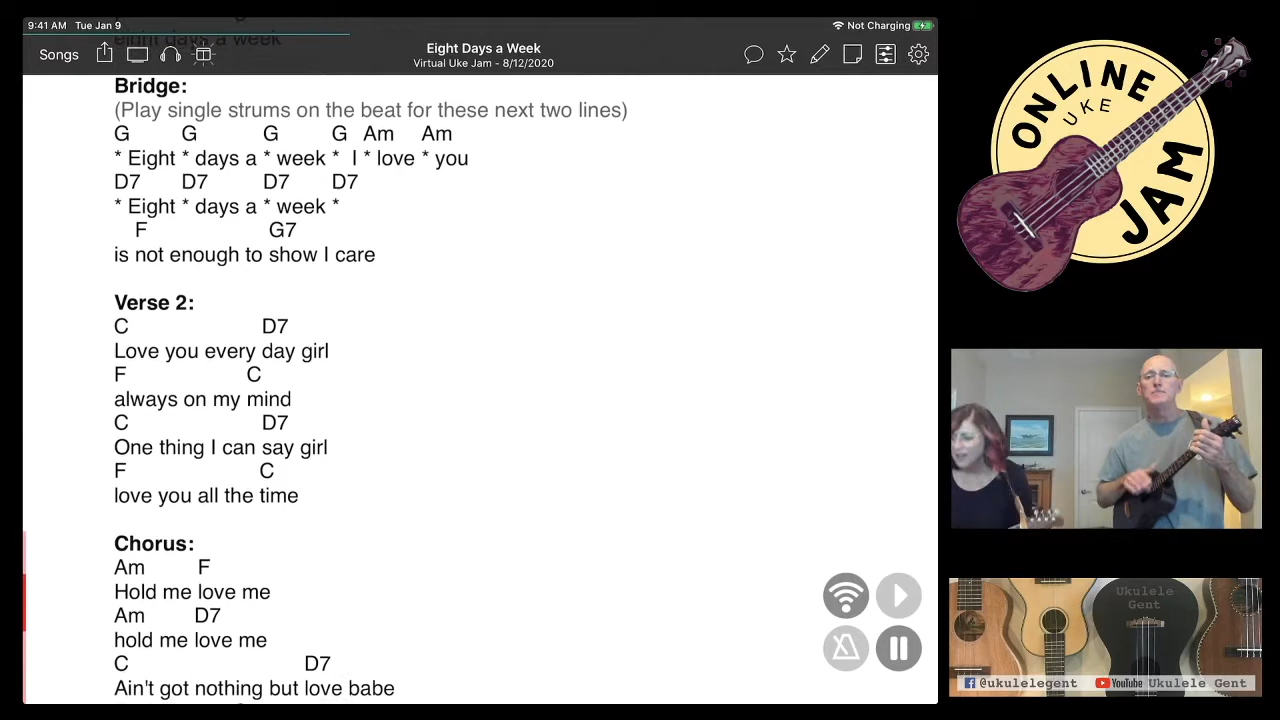 9:41 AM Tue Jan 9
Not Charging
eight days a week
Songs
Eight Days a Week
Virtual Uke Jam - 8/12/2020
Bridge:
(Play single strums on the beat for these next two lines)
G G G G Am Am
* Eight * days a * week * I * love * you
D7 D7 D7 D7
* Eight * days a * week *
F G7
is not enough to show I care
Verse 2:
C D7
Love you every day girl
F C
always on my mind
C D7
One thing I can say girl
F C
love you all the time
Chorus:
Am F
Hold me love me
Am D7
hold me love me
C D7
Ain't got nothing but love babe
ONLINE
UKE
JAM
Ukulele
Gent
@ukulelegent YouTube Ukulele Gent